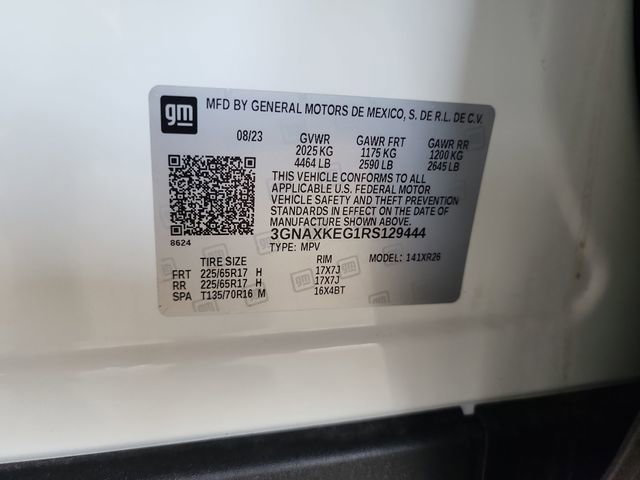 gm MFD BY GENERAL MOTORS DE MEXICO, S. DE R.L. DE C.V.
08/23 GVWR GAWR FRT GAWR RR
2025 KG 1175 KG 1200 KG
4464 LB 2590 LB 2645 LB
THIS VEHICLE CONFORMS TO ALL
APPLICABLE U.S. FEDERAL MOTOR
VEHICLE SAFETY AND THEFT PREVENTION
STANDARDS IN EFFECT ON THE DATE OF
MANUFACTURE SHOWN ABOVE.
3GNAXKEG1RS129444
8624 TYPE: MPV
TIRE SIZE RIM MODEL: 141XR26
FRT 225/65R17 H 17X7J
RR 225/65R17 H 17X7J
SPA T135/70R16 M 16X4BT